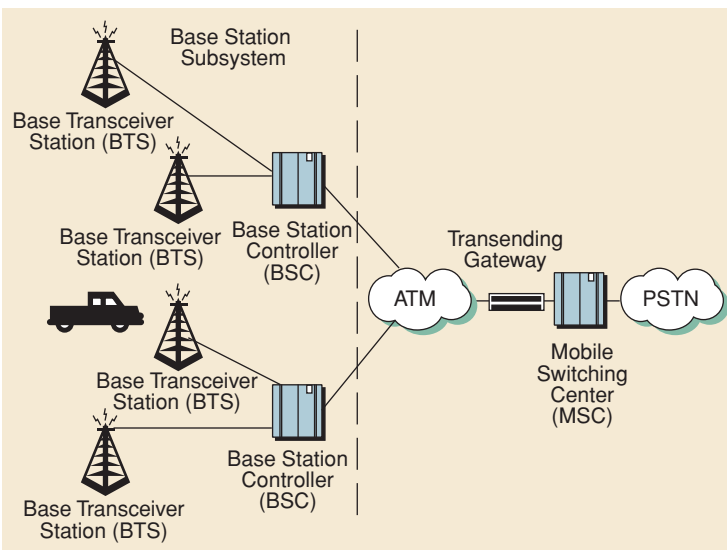 Base Station
Subsystem
Base Transceiver
Station (BTS)
Base Transceiver
Station (BTS)
Base Station
Controller
(BSC)
Transending
Gateway
ATM
PSTN
Mobile
Switching
Center
(MSC)
Base Transceiver
Station (BTS)
Base Station
Controller
(BSC)
Base Transceiver
Station (BTS)